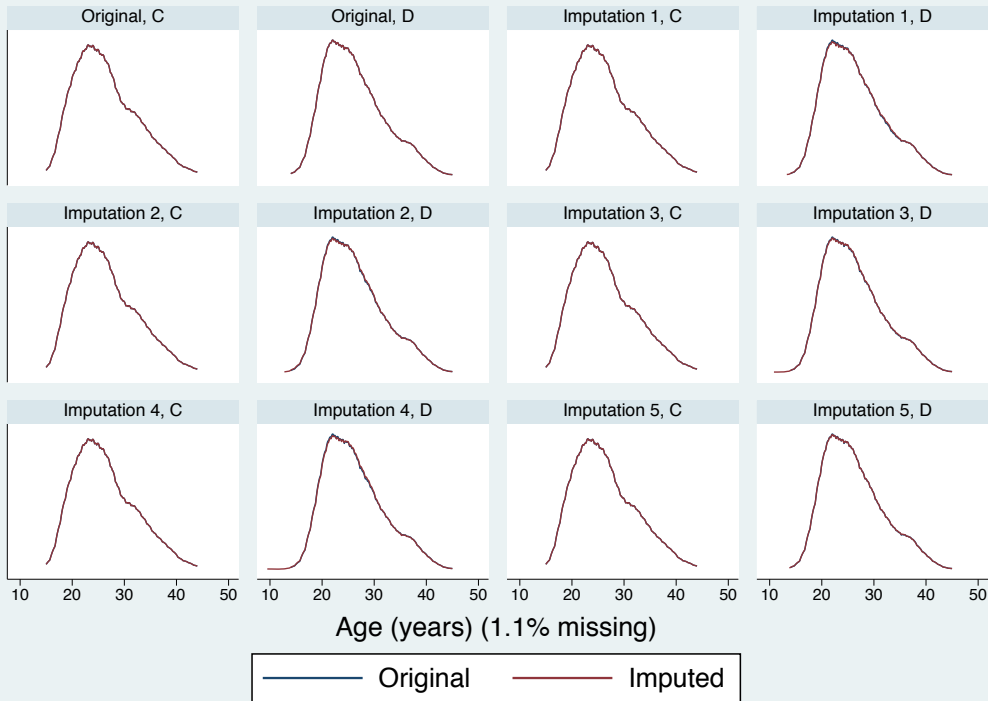 Original, C Original, D Imputation 1, C Imputation 1, D
Imputation 2, C Imputation 2, D Imputation 3, C Imputation 3, D
Imputation 4, C Imputation 4, D Imputation 5, C Imputation 5, D
10 20 30 40 50 10 20 30 40 50 10 20 30 40 50 10 20 30 40 50
Age (years) (1.1% missing)
Original Imputed